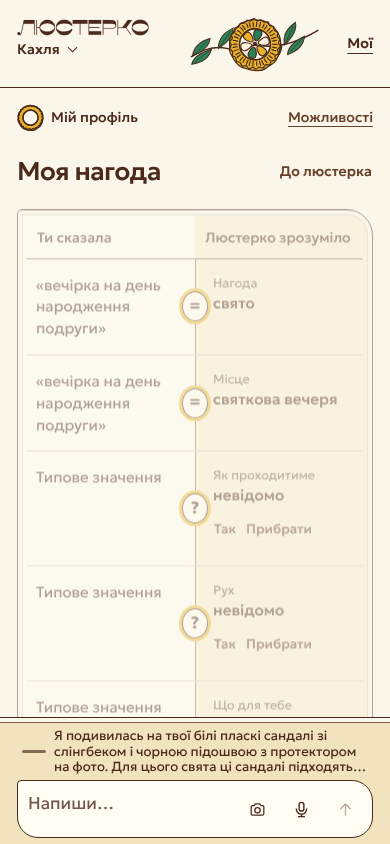 ЛЮСТЕРКО
Кахля
Мої
Мій профіль
Можливості
Моя нагода
До люстерка
Ти сказала
Люстерко зрозуміло
«вечірка на день
народження
подруги»
=
Нагода
свято
«вечірка на день
народження
подруги»
=
Місце
святкова вечеря
Типове значення
?
Як проходитиме
невідомо
Так Прибрати
Типове значення
?
Рух
невідомо
Так Прибрати
Типове значення
Що для тебе
Я подивилась на твої білі пласкі сандалі зі
слінгбеком і чорною підошвою з протектором
на фото. Для цього свята ці сандалі підходять…
Напиши…